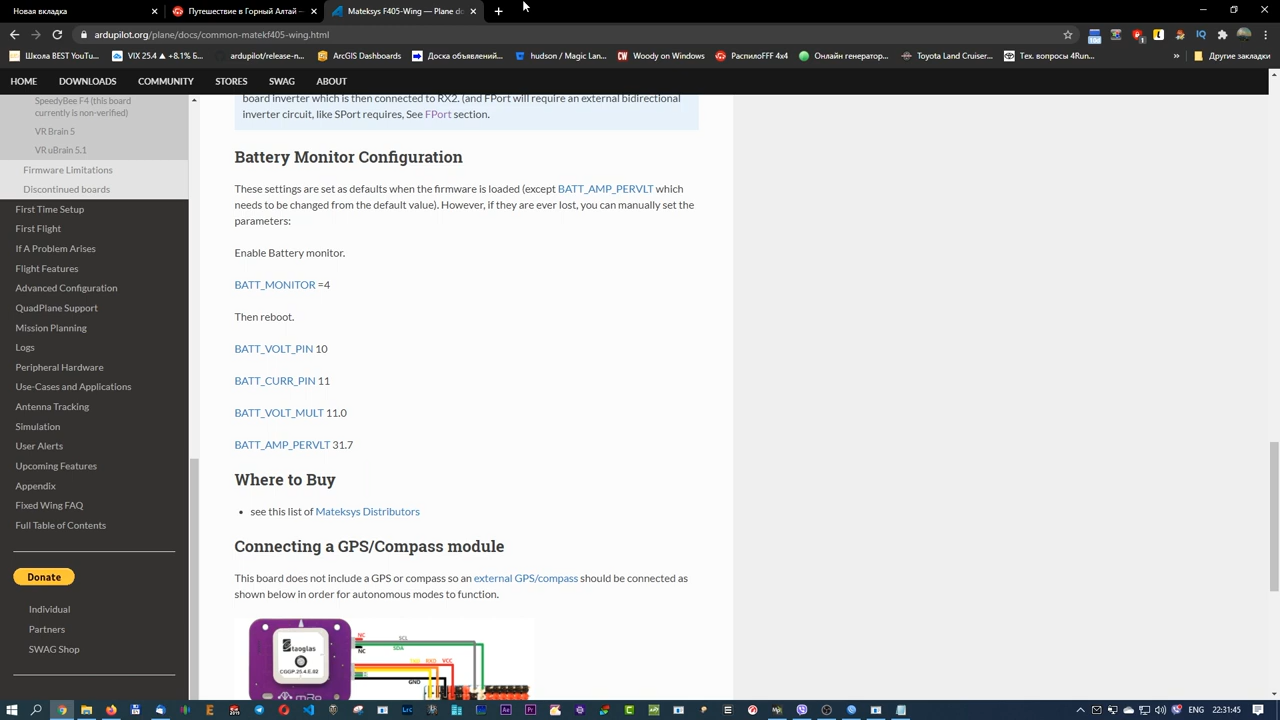 Новая вкладка
Релизы
Mateksys — Plane do
ardupilot.org/plane/docs/common-matekf405-wing.html
Школа BEST YouTu...
VIX 25.4 ▲ +8.1% Б...
ardupilot/release-n...
ArcGIS Dashboards
Доска объявлений...
hudson / Magic Lan...
Woody on Windows
РаспилоFFF 4x4
Онлайн генератор...
Toyota Land Cruiser...
Тех. вопросы 4Run...
»
Другие закладки
HOME
DOWNLOADS
COMMUNITY
STORES
SWAG
ABOUT
SpeedyBee F4 (this board
currently is non-verified)
VR Brain 5
VR uBrain 5.1
Firmware Limitations
Discontinued boards
First Time Setup
First Flight
If A Problem Arises
Flight Features
Advanced Configuration
QuadPlane Support
Mission Planning
Logs
Peripheral Hardware
Use-Cases and Applications
Antenna Tracking
Simulation
User Alerts
Upcoming Features
Appendix
Fixed Wing FAQ
Full Table of Contents
Donate
Individual
Partners
SWAG Shop
board inverter which is then connected to RX2. (and FPort will require an external bidirectional
inverter circuit, like SPort requires, See FPort section.
Battery Monitor Configuration
These settings are set as defaults when the firmware is loaded (except BATT_AMP_PERVLT which
needs to be changed from the default value). However, if they are ever lost, you can manually set the
parameters:
Enable Battery monitor.
BATT_MONITOR =4
Then reboot.
BATT_VOLT_PIN 10
BATT_CURR_PIN 11
BATT_VOLT_MULT 11.0
BATT_AMP_PERVLT 31.7
Where to Buy
• see this list of Mateksys Distributors
Connecting a GPS/Compass module
This board does not include a GPS or compass so an external GPS/compass should be connected as
shown below in order for autonomous modes to function.
NC
SCL
NC
SDA
taoglas
RXD
VCC
CGGP.25.4.E.02
GND
mRo
ENG
22:31:45